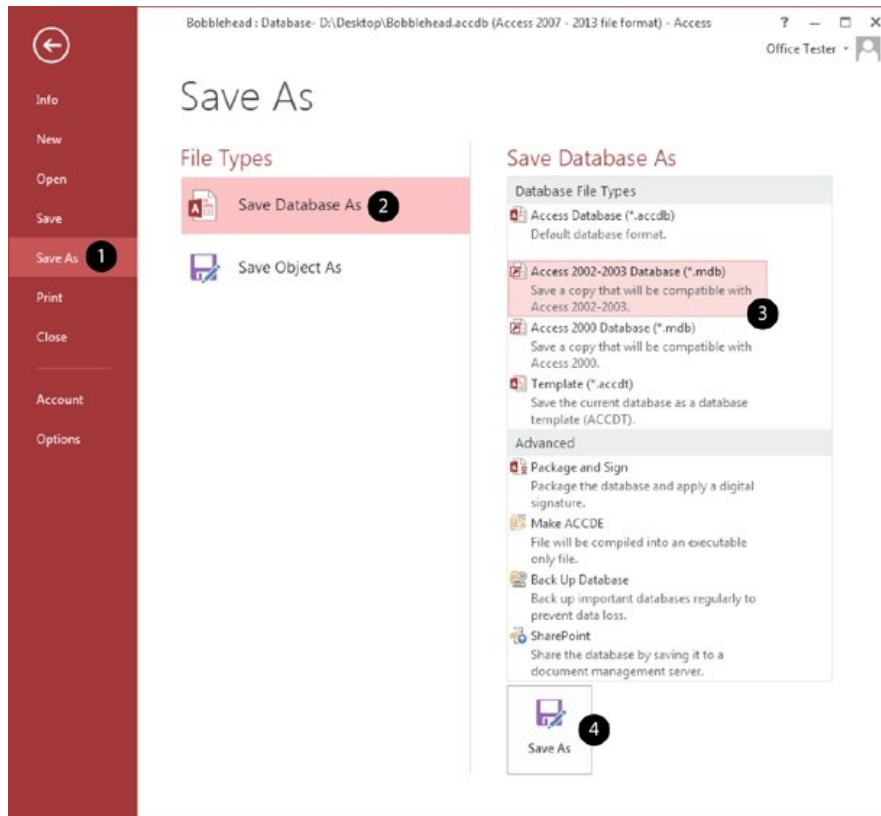 Bobblehead : Database- D:\Desktop\Bobblehead.accdb (Access 2007 - 2013 file format) - Access
?
Office Tester
Info
New
Open
Save
Save As 1
Print
Close
Account
Options
Save As
File Types
Save Database As 2
Save Object As
Save Database As
Database File Types
Access Database (*.accdb)
Default database format.
Access 2002-2003 Database (*.mdb)
Save a copy that will be compatible with
Access 2002-2003.
3
Access 2000 Database (*.mdb)
Save a copy that will be compatible with
Access 2000.
Template (*.accdt)
Save the current database as a database
template (ACCDT).
Advanced
Package and Sign
Package the database and apply a digital
signature.
Make ACCDE
File will be compiled into an executable
only file.
Back Up Database
Back up important databases regularly to
prevent data loss.
SharePoint
Share the database by saving it to a
document management server.
4
Save As